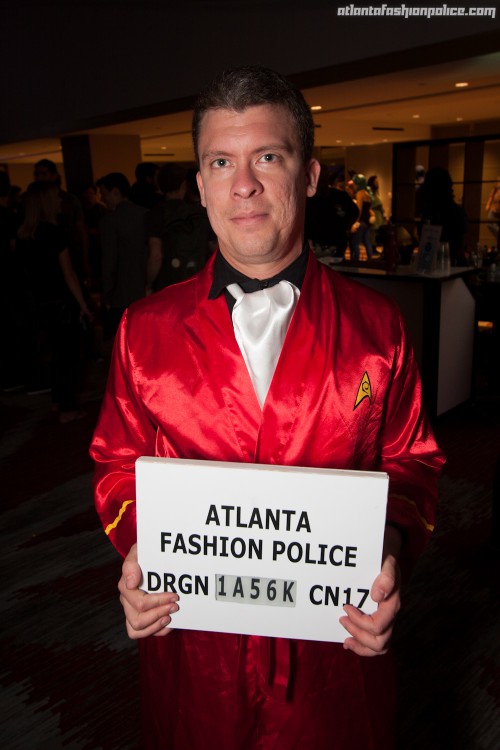 atlantafashionpolice.com
ATLANTA
FASHION POLICE
DRGN 1A56K CN17